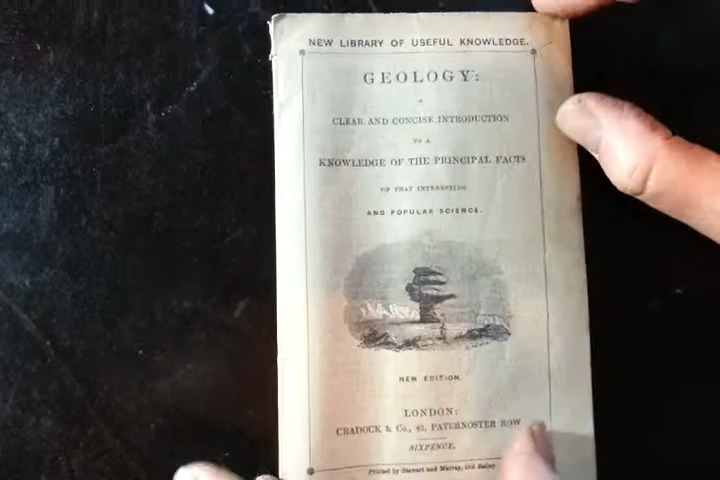 NEW LIBRARY OF USEFUL KNOWLEDGE.
GEOLOGY:
A
CLEAR AND CONCISE INTRODUCTION
TO A
KNOWLEDGE OF THE PRINCIPAL FACTS
OF THAT INTERESTING
AND POPULAR SCIENCE.
NEW EDITION.
LONDON:
CRADOCK & Co., 48, PATERNOSTER ROW
SIXPENCE.
Printed by Stewart and Murray, Old Bailey.